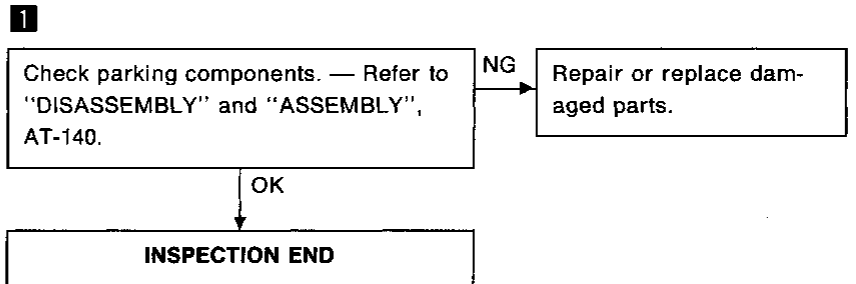 1
Check parking components. — Refer to
"DISASSEMBLY" and "ASSEMBLY",
AT-140.
NG
Repair or replace dam-
aged parts.
OK
INSPECTION END